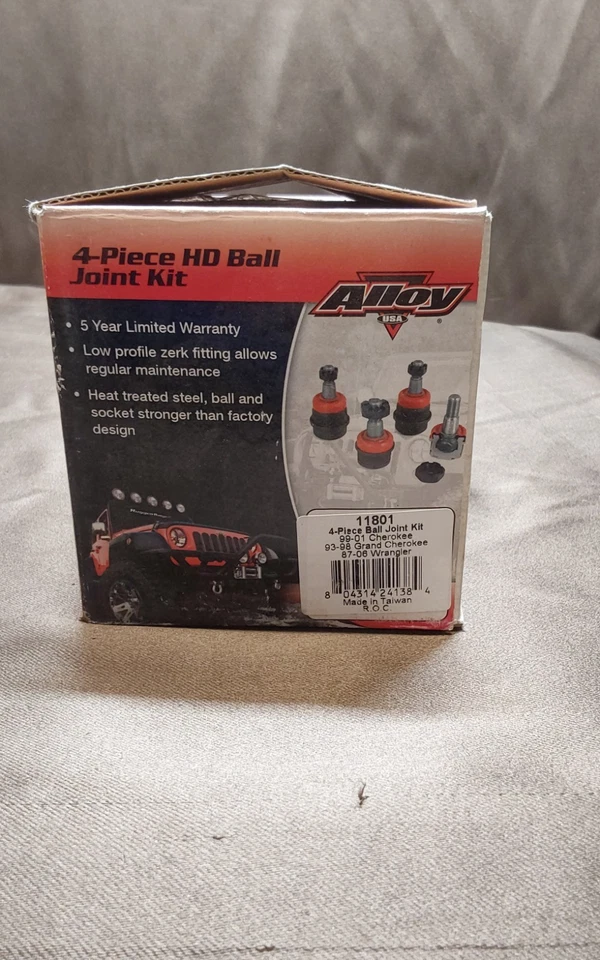 4-Piece HD Ball
Joint Kit
Alloy
USA
®
• 5 Year Limited Warranty
• Low profile zerk fitting allows
regular maintenance
• Heat treated steel, ball and
socket stronger than factory
design
11801
4-Piece Ball Joint Kit
99-01 Cherokee
93-98 Grand Cherokee
87-06 Wrangler
8 04314 24138 4
Made in Taiwan
R.O.C.